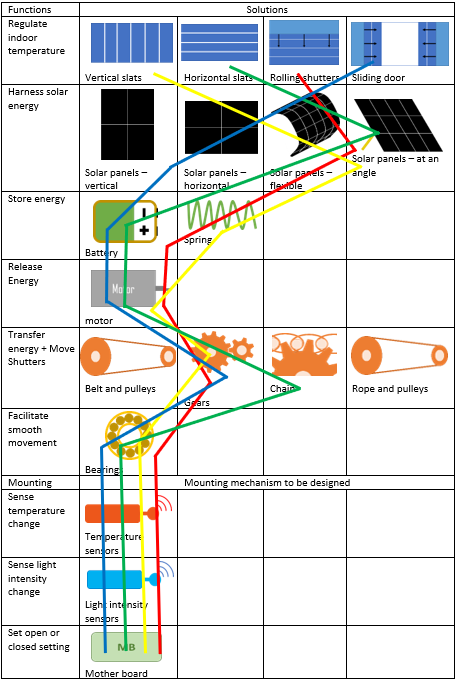 Functions
Solutions
Regulate
indoor
temperature
Vertical slats
Horizontal slats
Rolling shutters
Sliding door
Harness solar
energy
Solar panels –
vertical
Solar panels –
horizontal
Solar panels –
flexible
Solar panels – at an
angle
Store energy
Battery
Spring
Release
Energy
Motor
motor
Transfer
energy + Move
Shutters
Belt and pulleys
Gears
Chain
Rope and pulleys
Facilitate
smooth
movement
Bearing
Mounting
Mounting mechanism to be designed
Sense
temperature
change
Temperature
sensors
Sense light
intensity
change
Light intensity
sensors
Set open or
closed setting
MB
Mother board